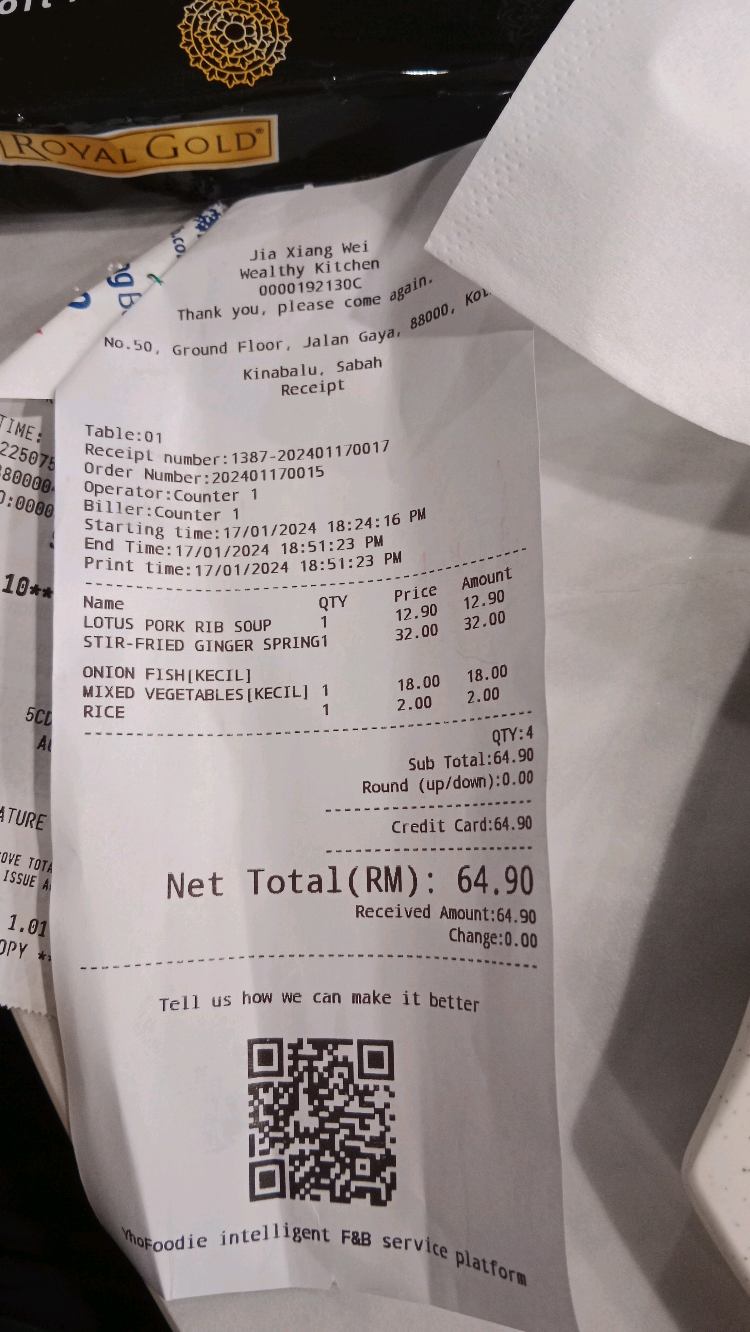 ROYAL GOLD®
Jia Xiang Wei
Wealthy Kitchen
0000192130C
Thank you, please come again.
No.50, Ground Floor, Jalan Gaya, 88000,
Kinabalu, Sabah
Receipt
Table:01
Receipt number:1387-202401170017
Order Number:202401170015
Operator:Counter 1
Biller:Counter 1
Starting time:17/01/2024 18:24:16 PM
End Time:17/01/2024 18:51:23 PM
Print time:17/01/2024 18:51:23 PM
Name QTY Price Amount
LOTUS PORK RIB SOUP 1 12.90 12.90
STIR-FRIED GINGER SPRING1 32.00 32.00
ONION FISH[KECIL]
MIXED VEGETABLES[KECIL] 1 18.00 18.00
RICE 1 2.00 2.00
QTY:4
Sub Total:64.90
Round (up/down):0.00
Credit Card:64.90
Net Total(RM): 64.90
Received Amount:64.90
Change:0.00
Tell us how we can make it better
YhoFoodie intelligent F&B service platform
TIME:
10**
1.01